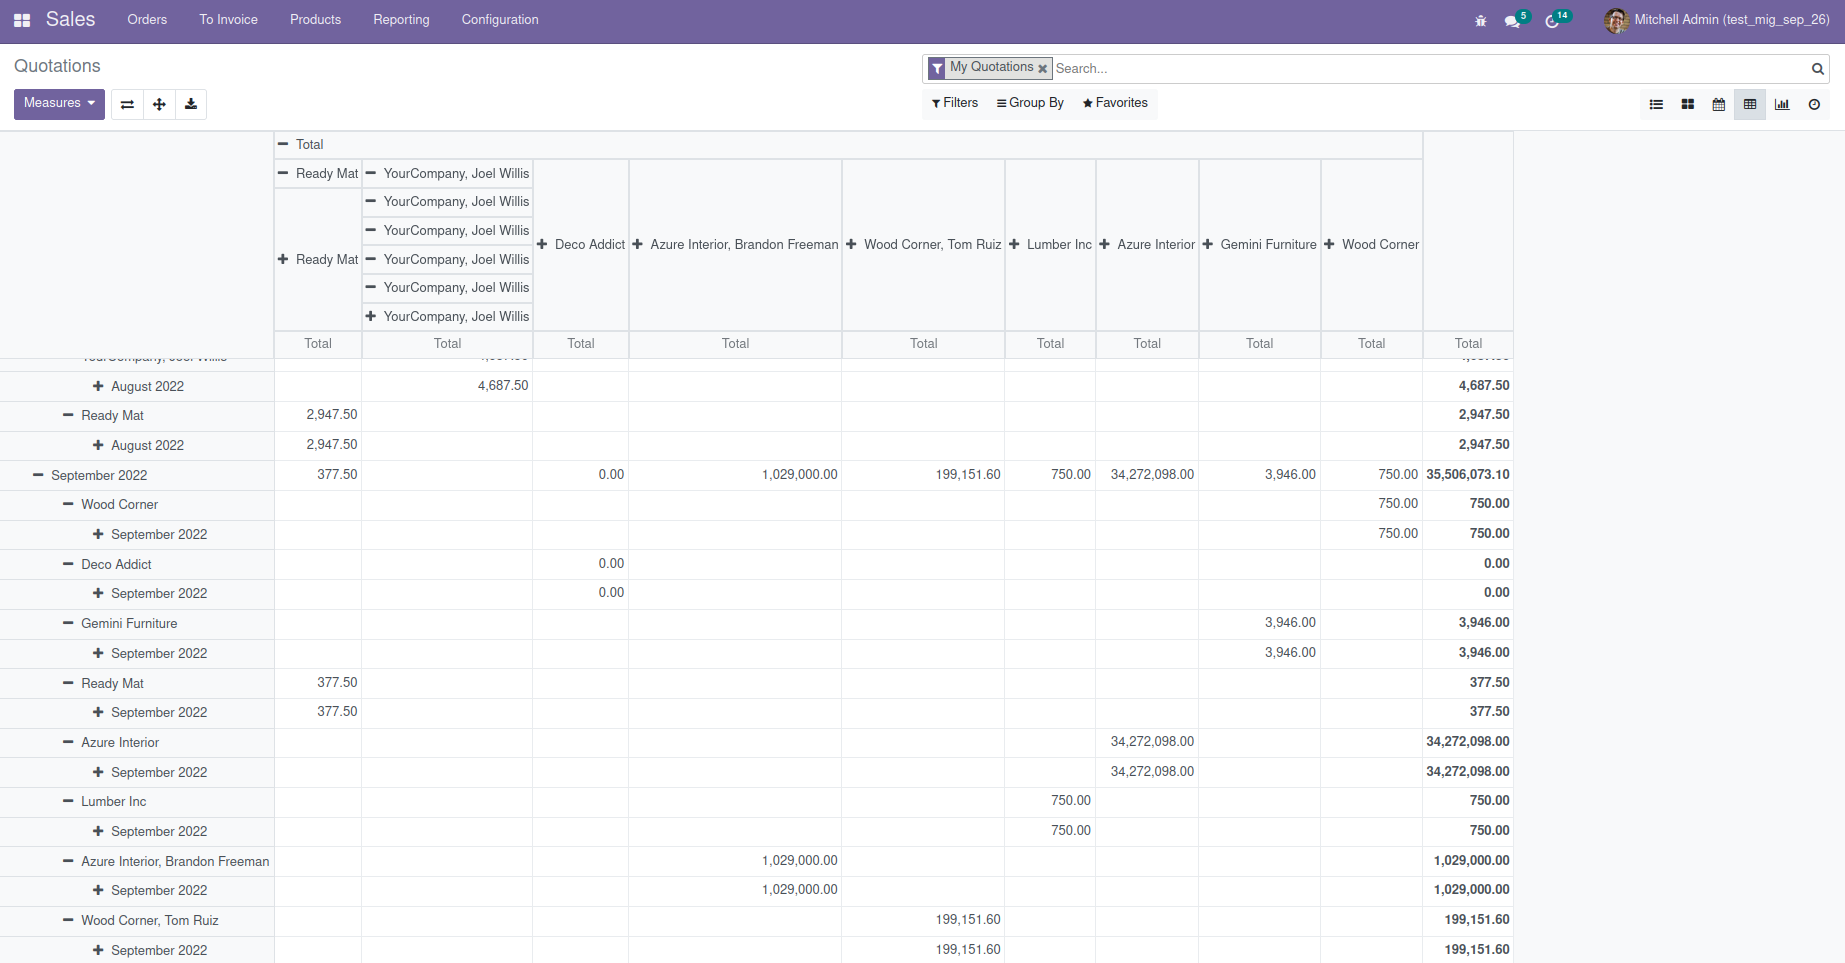 Sales Orders To Invoice Products Reporting Configuration 5 14 Mitchell Admin (test_mig_sep_26)
Quotations
My Quotations Search...
Measures
Filters Group By Favorites
Total
Ready Mat YourCompany, Joel Willis
YourCompany, Joel Willis
YourCompany, Joel Willis
Deco Addict Azure Interior, Brandon Freeman Wood Corner, Tom Ruiz Lumber Inc Azure Interior Gemini Furniture Wood Corner
Ready Mat YourCompany, Joel Willis
YourCompany, Joel Willis
YourCompany, Joel Willis
Total Total Total Total Total Total Total Total Total Total
YourCompany, Joel Willis
August 2022 4,687.50 4,687.50
Ready Mat 2,947.50 2,947.50
August 2022 2,947.50 2,947.50
September 2022 377.50 0.00 1,029,000.00 199,151.60 750.00 34,272,098.00 3,946.00 750.00 35,506,073.10
Wood Corner 750.00 750.00
September 2022 750.00 750.00
Deco Addict 0.00 0.00
September 2022 0.00 0.00
Gemini Furniture 3,946.00 3,946.00
September 2022 3,946.00 3,946.00
Ready Mat 377.50 377.50
September 2022 377.50 377.50
Azure Interior 34,272,098.00 34,272,098.00
September 2022 34,272,098.00 34,272,098.00
Lumber Inc 750.00 750.00
September 2022 750.00 750.00
Azure Interior, Brandon Freeman 1,029,000.00 1,029,000.00
September 2022 1,029,000.00 1,029,000.00
Wood Corner, Tom Ruiz 199,151.60 199,151.60
September 2022 199,151.60 199,151.60